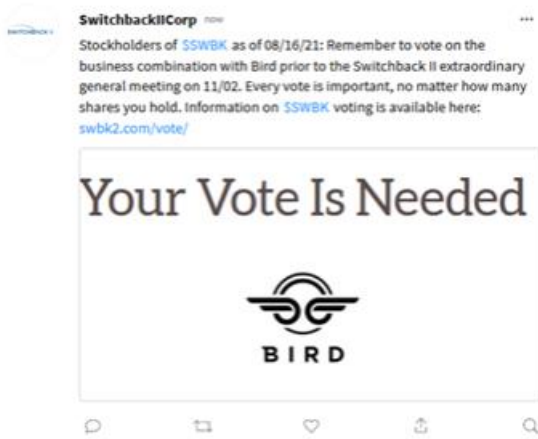 SwitchbackIICorp now
Stockholders of $SWBK as of 08/16/21: Remember to vote on the
business combination with Bird prior to the Switchback II extraordinary
general meeting on 11/02. Every vote is important, no matter how many
shares you hold. Information on $SWBK voting is available here:
swbk2.com/vote/
Your Vote Is Needed
BIRD